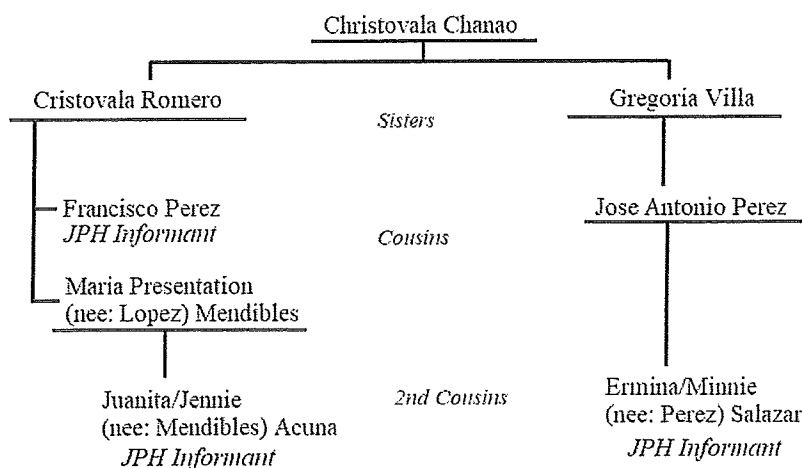 Christovala Chanao
Cristovala Romero
Sisters
Gregoria Villa
Francisco Perez
JPH Informant
Cousins
Jose Antonio Perez
Maria Presentation
(nee: Lopez) Mendibles
Juanita/Jennie
(nee: Mendibles) Acuna
JPH Informant
2nd Cousins
Ermina/Minnie
(nee: Perez) Salazar
JPH Informant